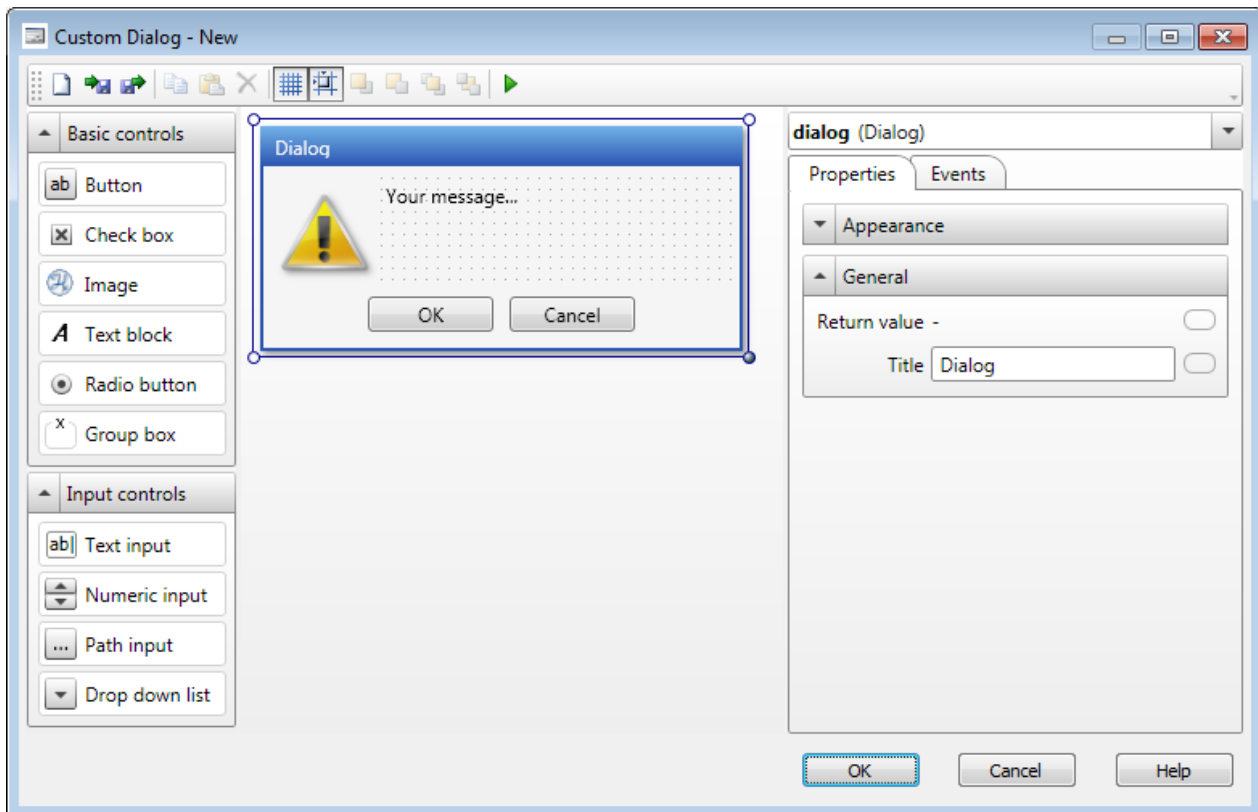 Custom Dialog - New
Basic controls
ab Button
Check box
Image
A Text block
Radio button
x Group box
Input controls
ab| Text input
Numeric input
... Path input
Drop down list
Dialog
Your message...
OK Cancel
dialog (Dialog)
Properties Events
Appearance
General
Return value -
Title Dialog
OK Cancel Help